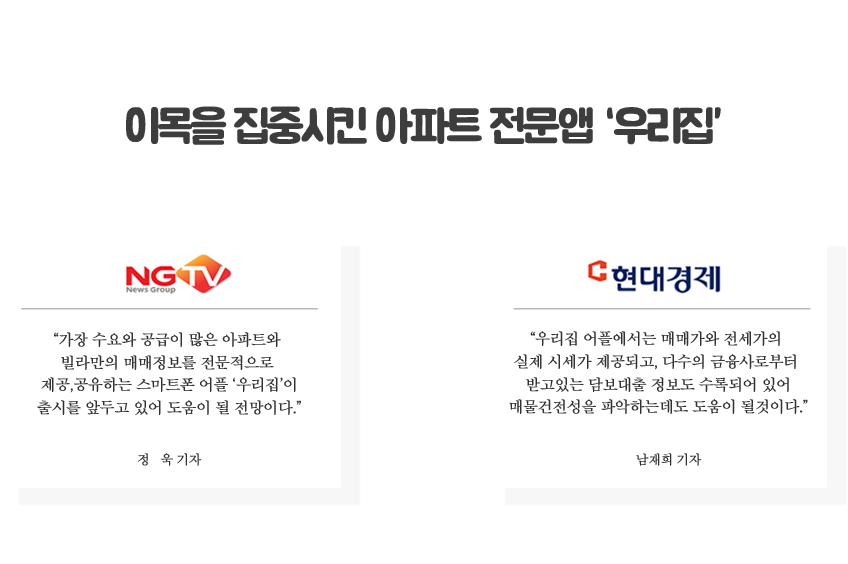 이목을 집중시킨 아파트 전문앱 ‘우리집’
NGTV
News Group
“가장 수요와 공급이 많은 아파트와
빌라만의 매매정보를 전문적으로
제공,공유하는 스마트폰 어플 ‘우리집’이
출시를 앞두고 있어 도움이 될 전망이다.”
정 욱 기자
현대경제
“우리집 어플에서는 매매가와 전세가의
실제 시세가 제공되고, 다수의 금융사로부터
받고있는 담보대출 정보도 수록되어 있어
매물건전성을 파악하는데도 도움이 될것이다.”
남재희 기자